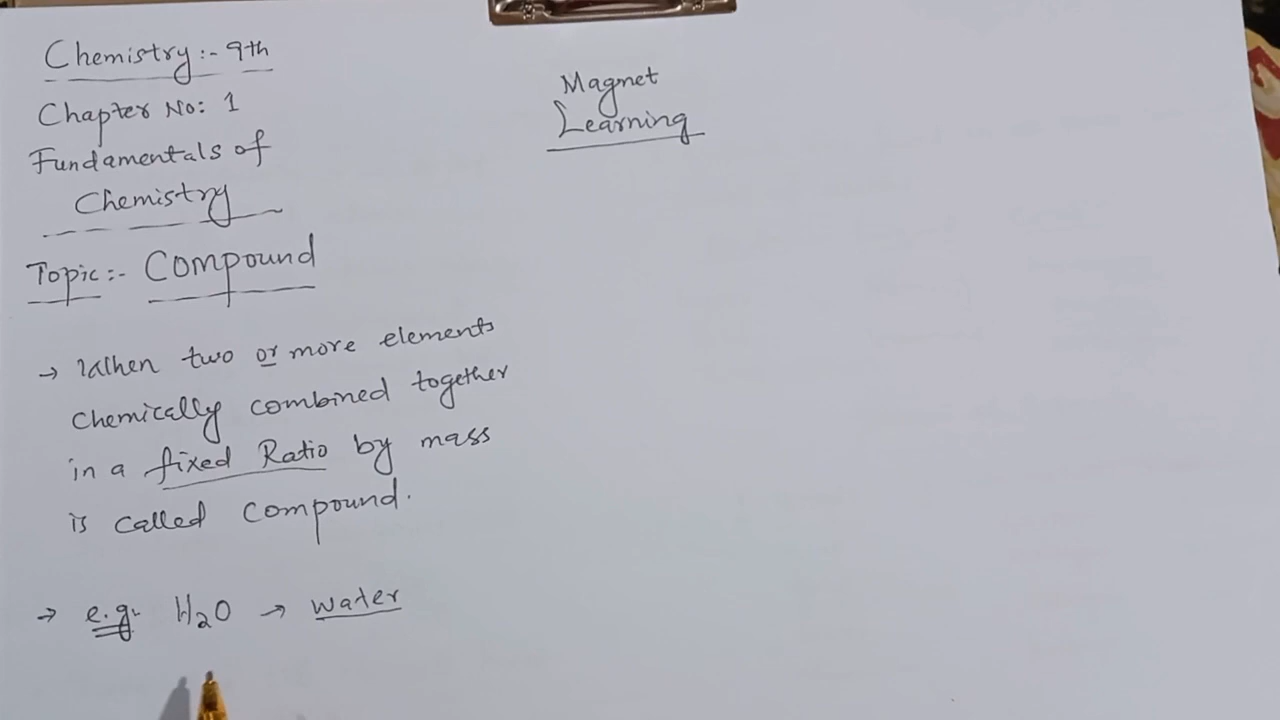 Chemistry :- 9th
Chapter No: 1
Fundamentals of
Chemistry
Magnet
Learning
Topic :- Compound
→ When two or more elements
chemically combined together
in a fixed Ratio by mass
is called compound.
→ e.g. H₂O → water